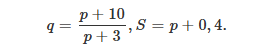 q = \frac{p + 10}{p + 3}, S = p + 0, 4.